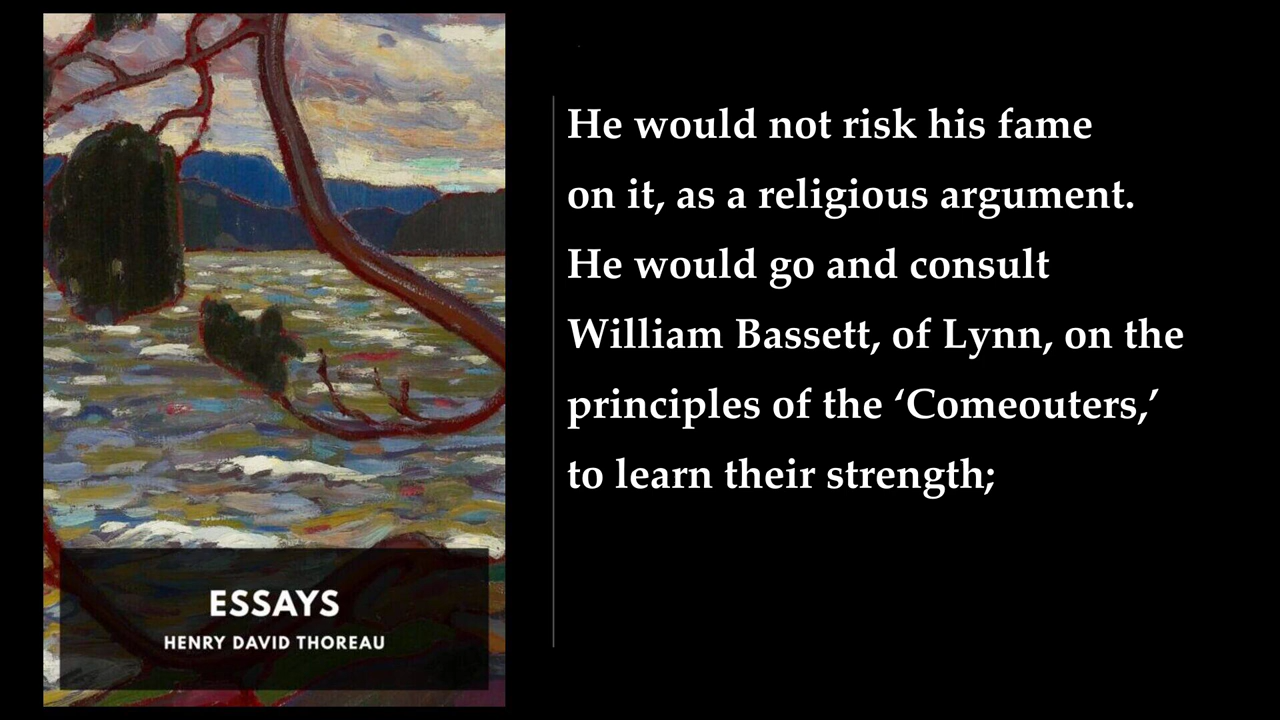 ESSAYS
HENRY DAVID THOREAU
He would not risk his fame
on it, as a religious argument.
He would go and consult
William Bassett, of Lynn, on the
principles of the ‘Comeouters,’
to learn their strength;